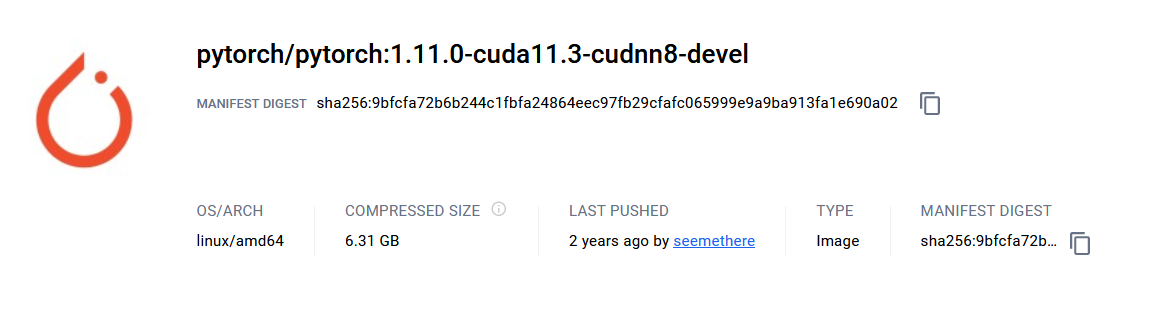 pytorch/pytorch:1.11.0-cuda11.3-cudnn8-devel
MANIFEST DIGEST sha256:9bfcfa72b6b244c1fbfa24864eec97fb29cfafc065999e9a9ba913fa1e690a02
OS/ARCH COMPRESSED SIZE LAST PUSHED TYPE MANIFEST DIGEST
linux/amd64 6.31 GB 2 years ago by seemethere Image sha256:9bfcfa72b...